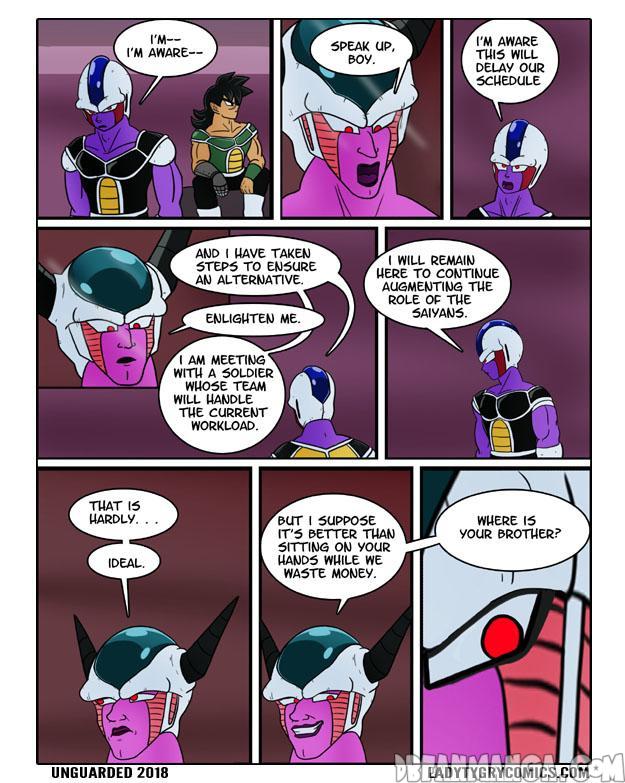 I'M--
I'M AWARE--
SPEAK UP,
BOY.
I'M AWARE
THIS WILL
DELAY OUR
SCHEDULE
AND I HAVE TAKEN
STEPS TO ENSURE
AN ALTERNATIVE.
ENLIGHTEN ME.
I AM MEETING
WITH A SOLDIER
WHOSE TEAM
WILL HANDLE
THE CURRENT
WORKLOAD.
I WILL REMAIN
HERE TO CONTINUE
AUGMENTING THE
ROLE OF THE
SAIYANS.
THAT IS
HARDLY. . .
IDEAL.
BUT I SUPPOSE
IT'S BETTER THAN
SITTING ON YOUR
HANDS WHILE WE
WASTE MONEY.
WHERE IS
YOUR BROTHER?
UNGUARDED 2018
LADYTYGRYCOMICS.COM
DBFANMANGA.COM